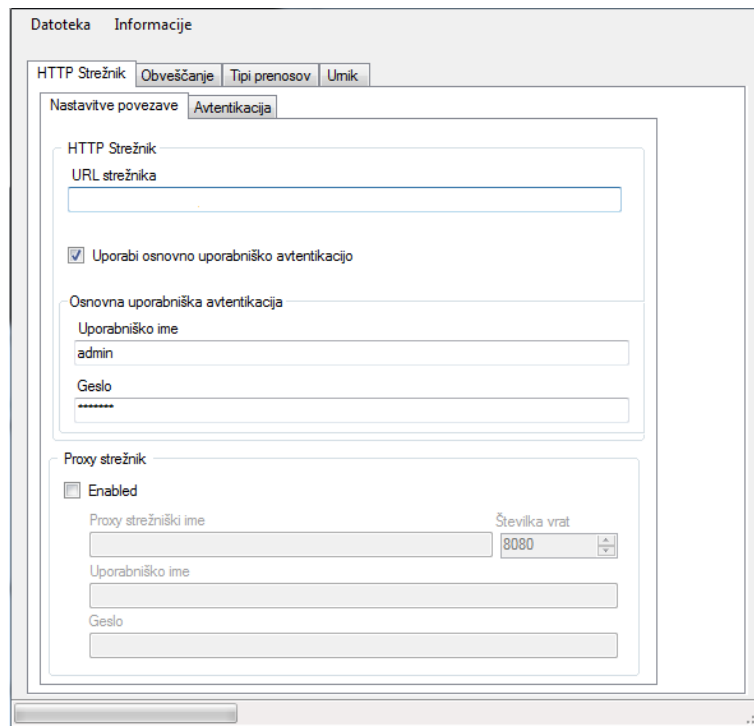 Datoteka Informacije
HTTP Strežnik Obveščanje Tipi prenosov Urnik
Nastavitve povezave Avtentikacija
HTTP Strežnik
URL strežnika
Uporabi osnovno uporabniško avtentikacijo
Osnovna uporabniška avtentikacija
Uporabniško ime
admin
Geslo
*******
Proxy strežnik
Enabled
Proxy strežniški ime Številka vrat
8080
Uporabniško ime
Geslo